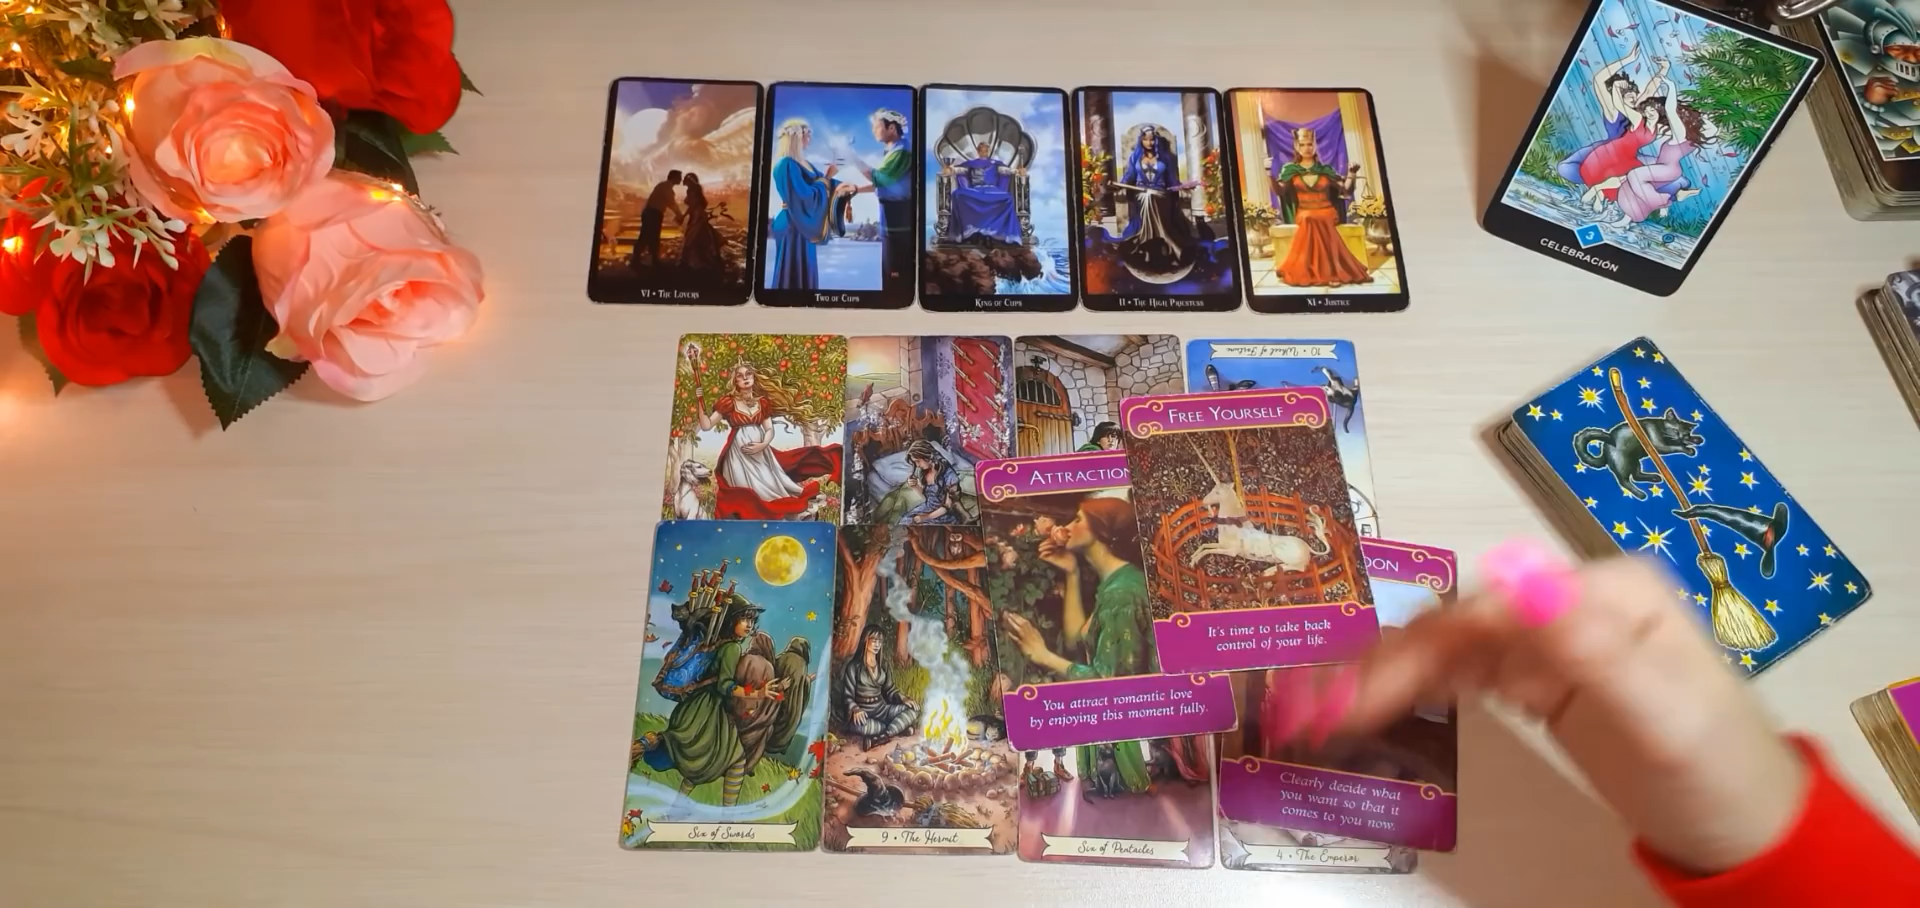 VI • The Lovers
Two of Cups
King of Cups
II • The High Priestess
XI • Justice
3
CELEBRACIÓN
10 • Wheel of Fortune
Free Yourself
It's time to take back
control of your life.
Attraction
You attract romantic love
by enjoying this moment fully.
Clearly decide what
you want so that it
comes to you now.
Six of Swords
9 • The Hermit
Six of Pentacles
4 • The Emperor